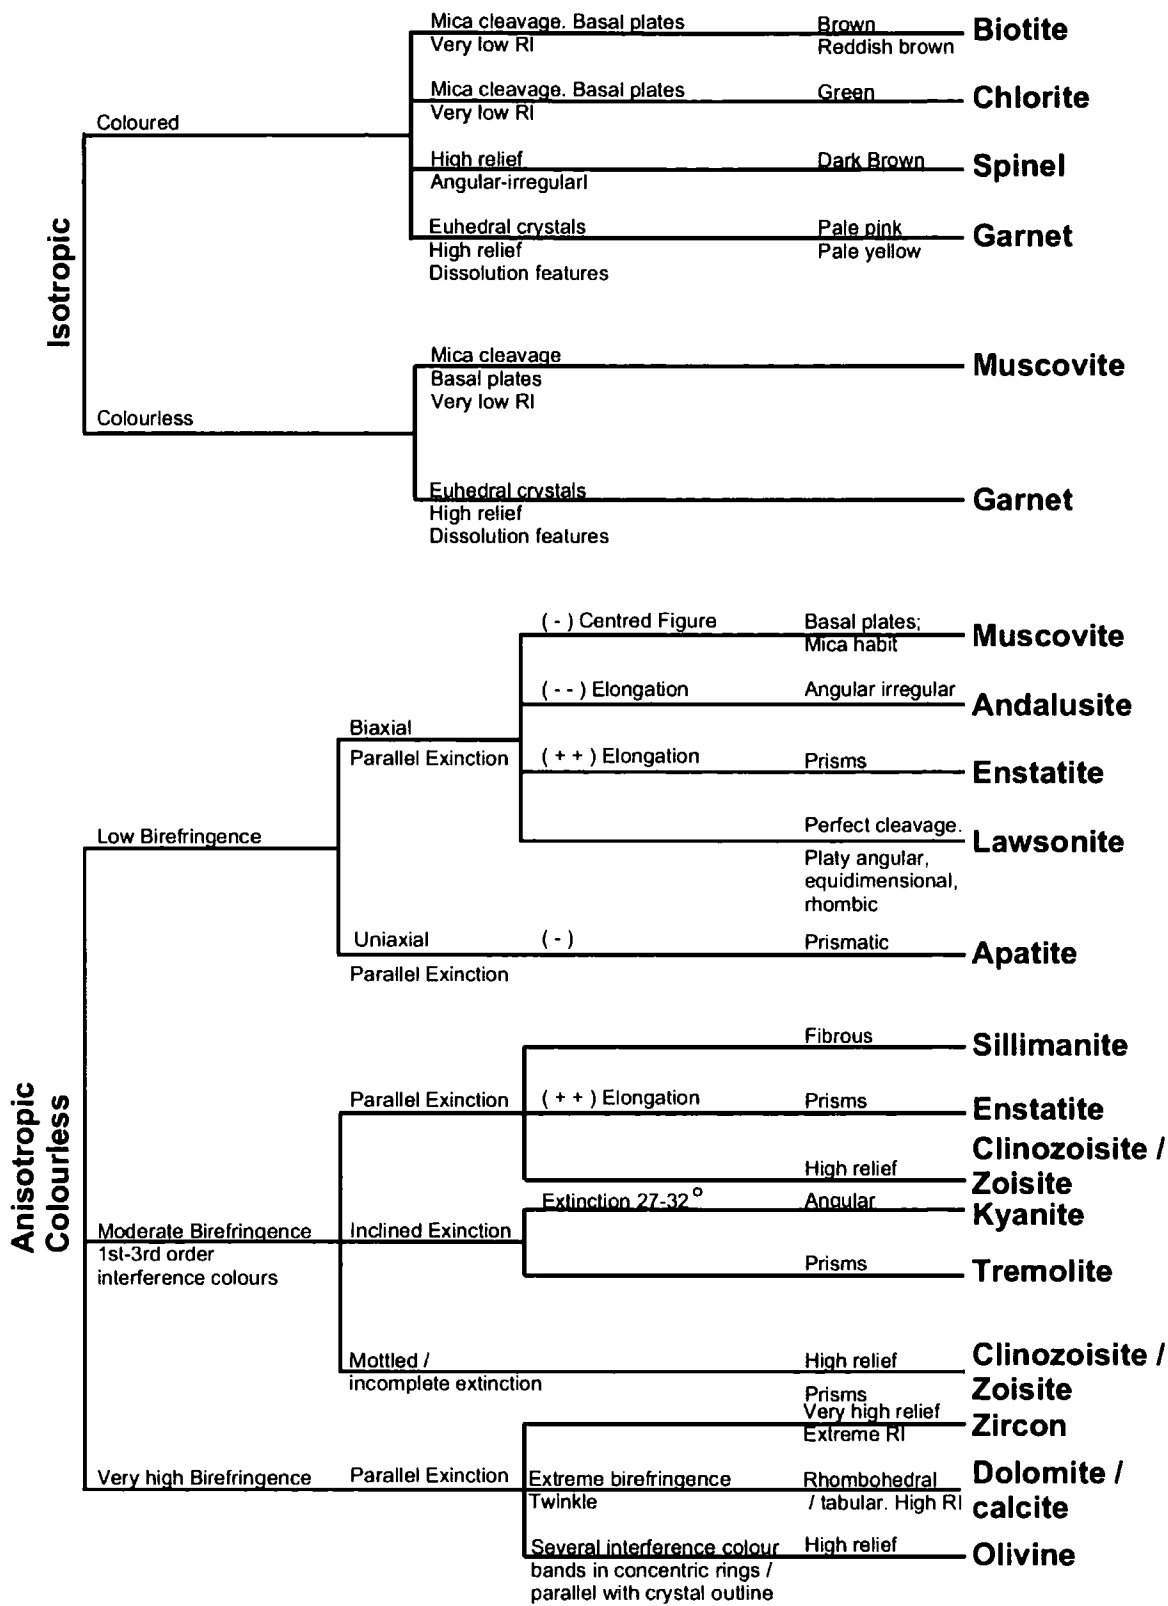 Isotropic
Coloured
Mica cleavage. Basal plates
Very low RI
Brown
Reddish brown
Biotite
Mica cleavage. Basal plates
Very low RI
Green
Chlorite
High relief
Angular-irregularl
Dark Brown
Spinel
Euhedral crystals
High relief
Dissolution features
Pale pink
Pale yellow
Garnet
Colourless
Mica cleavage
Basal plates
Very low RI
Muscovite
Euhedral crystals
High relief
Dissolution features
Garnet
Anisotropic
Colourless
Low Birefringence
Biaxial
Parallel Exinction
( - ) Centred Figure
Basal plates;
Mica habit
Muscovite
( - - ) Elongation
Angular irregular
Andalusite
( + + ) Elongation
Prisms
Enstatite
Perfect cleavage.
Platy angular,
equidimensional,
rhombic
Lawsonite
Uniaxial
Parallel Exinction
( - )
Prismatic
Apatite
Moderate Birefringence
1st-3rd order
interference colours
Parallel Exinction
Fibrous
Sillimanite
( + + ) Elongation
Prisms
Enstatite
High relief
Clinozoisite /
Zoisite
Inclined Exinction
Extinction 27-32°
Angular
Kyanite
Prisms
Tremolite
Mottled /
incomplete extinction
High relief
Clinozoisite /
Zoisite
Very high Birefringence
Parallel Exinction
Prisms
Very high relief
Extreme RI
Zircon
Extreme birefringence
Twinkle
Rhombohedral
/ tabular. High RI
Dolomite /
calcite
Several interference colour
bands in concentric rings /
parallel with crystal outline
High relief
Olivine